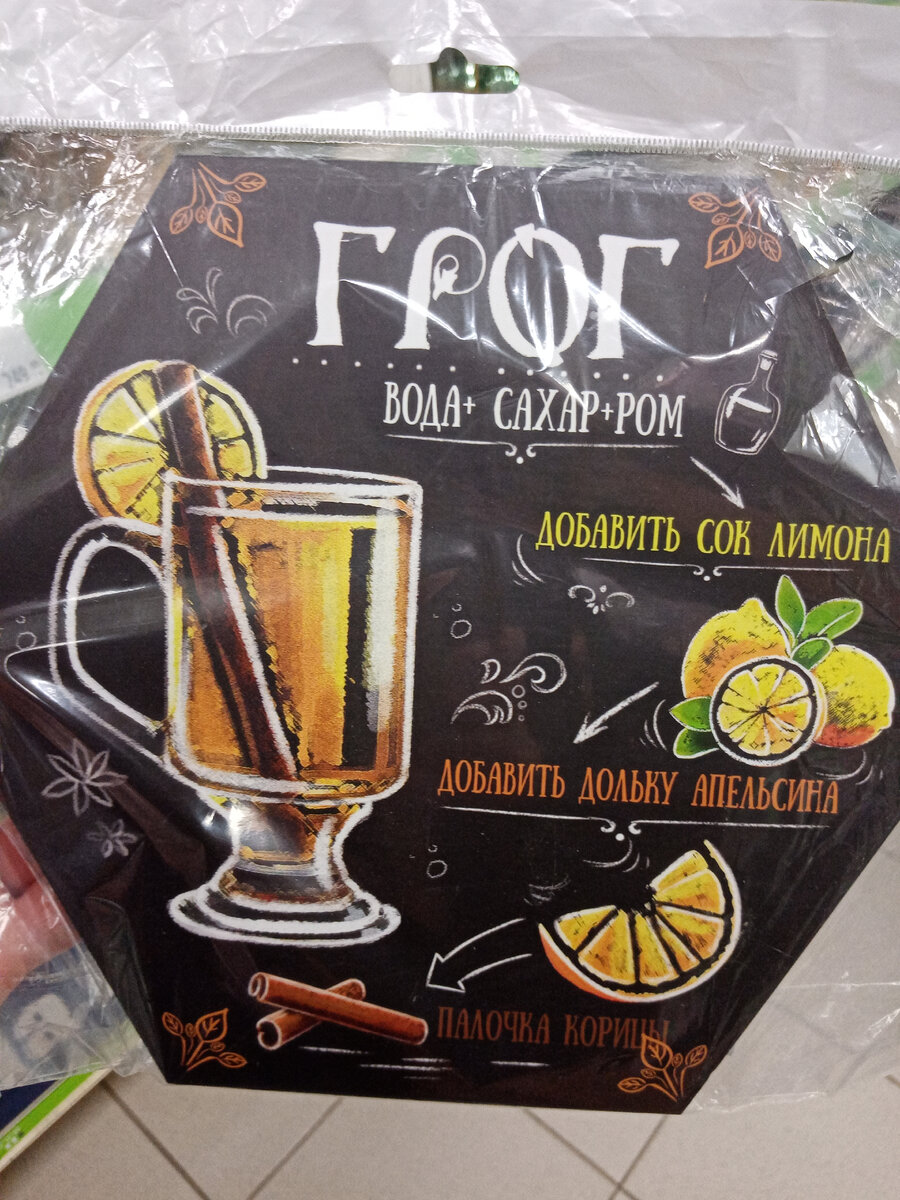 ГРОГ
ВОДА+ САХАР+РОМ
ДОБАВИТЬ СОК ЛИМОНА
ДОБАВИТЬ ДОЛЬКУ АПЕЛЬСИНА
ПАЛОЧКА КОРИЦЫ